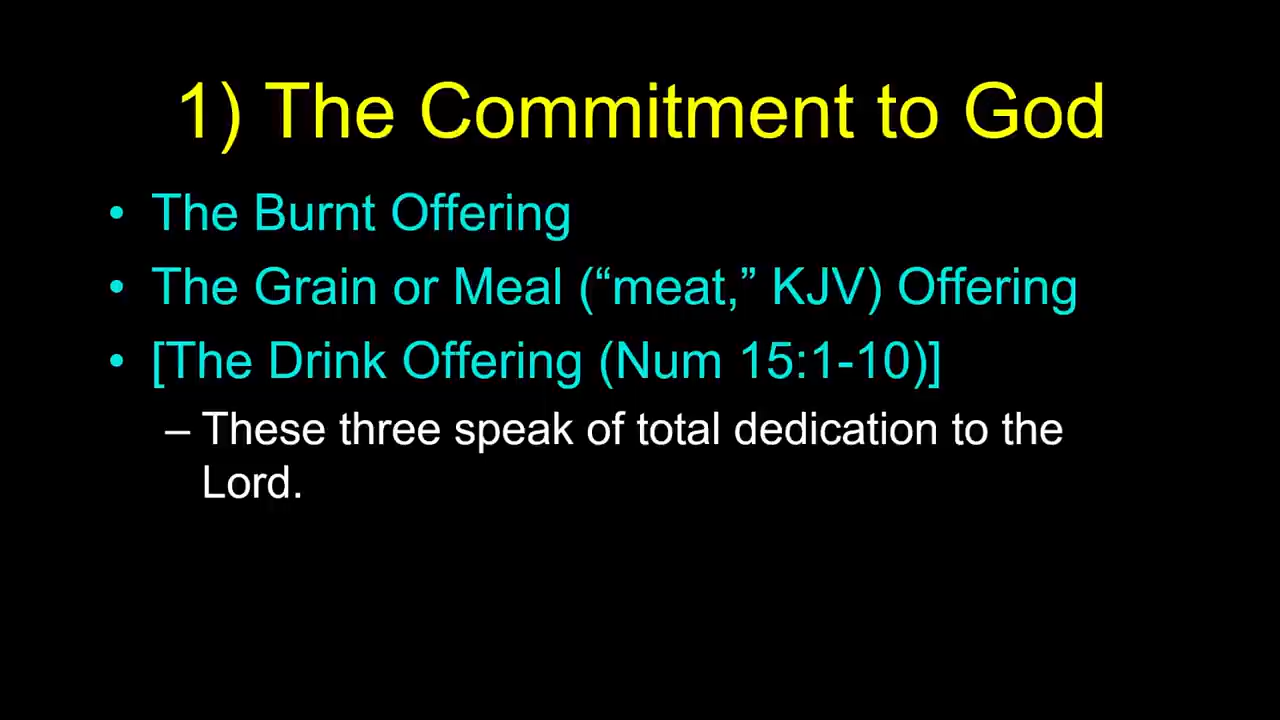 1) The Commitment to God
• The Burnt Offering
• The Grain or Meal (“meat,” KJV) Offering
• [The Drink Offering (Num 15:1-10)]
– These three speak of total dedication to the
Lord.